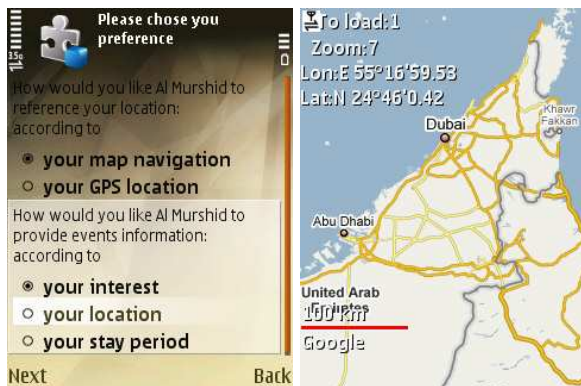 Please chose you
preference
3.5G
How would you like Al Murshid to
reference your location:
according to
your map navigation
your GPS location
How would you like Al Murshid to
provide events information:
according to
your interest
your location
your stay period
Next
Back
To load:1
Zoom:7
Lon:E 55°16'59.53
Lat:N 24°46'0.42
Dubai
Khawr
Fakkan
Abu Dhabi
United Arab
Emirates
100 km
Google